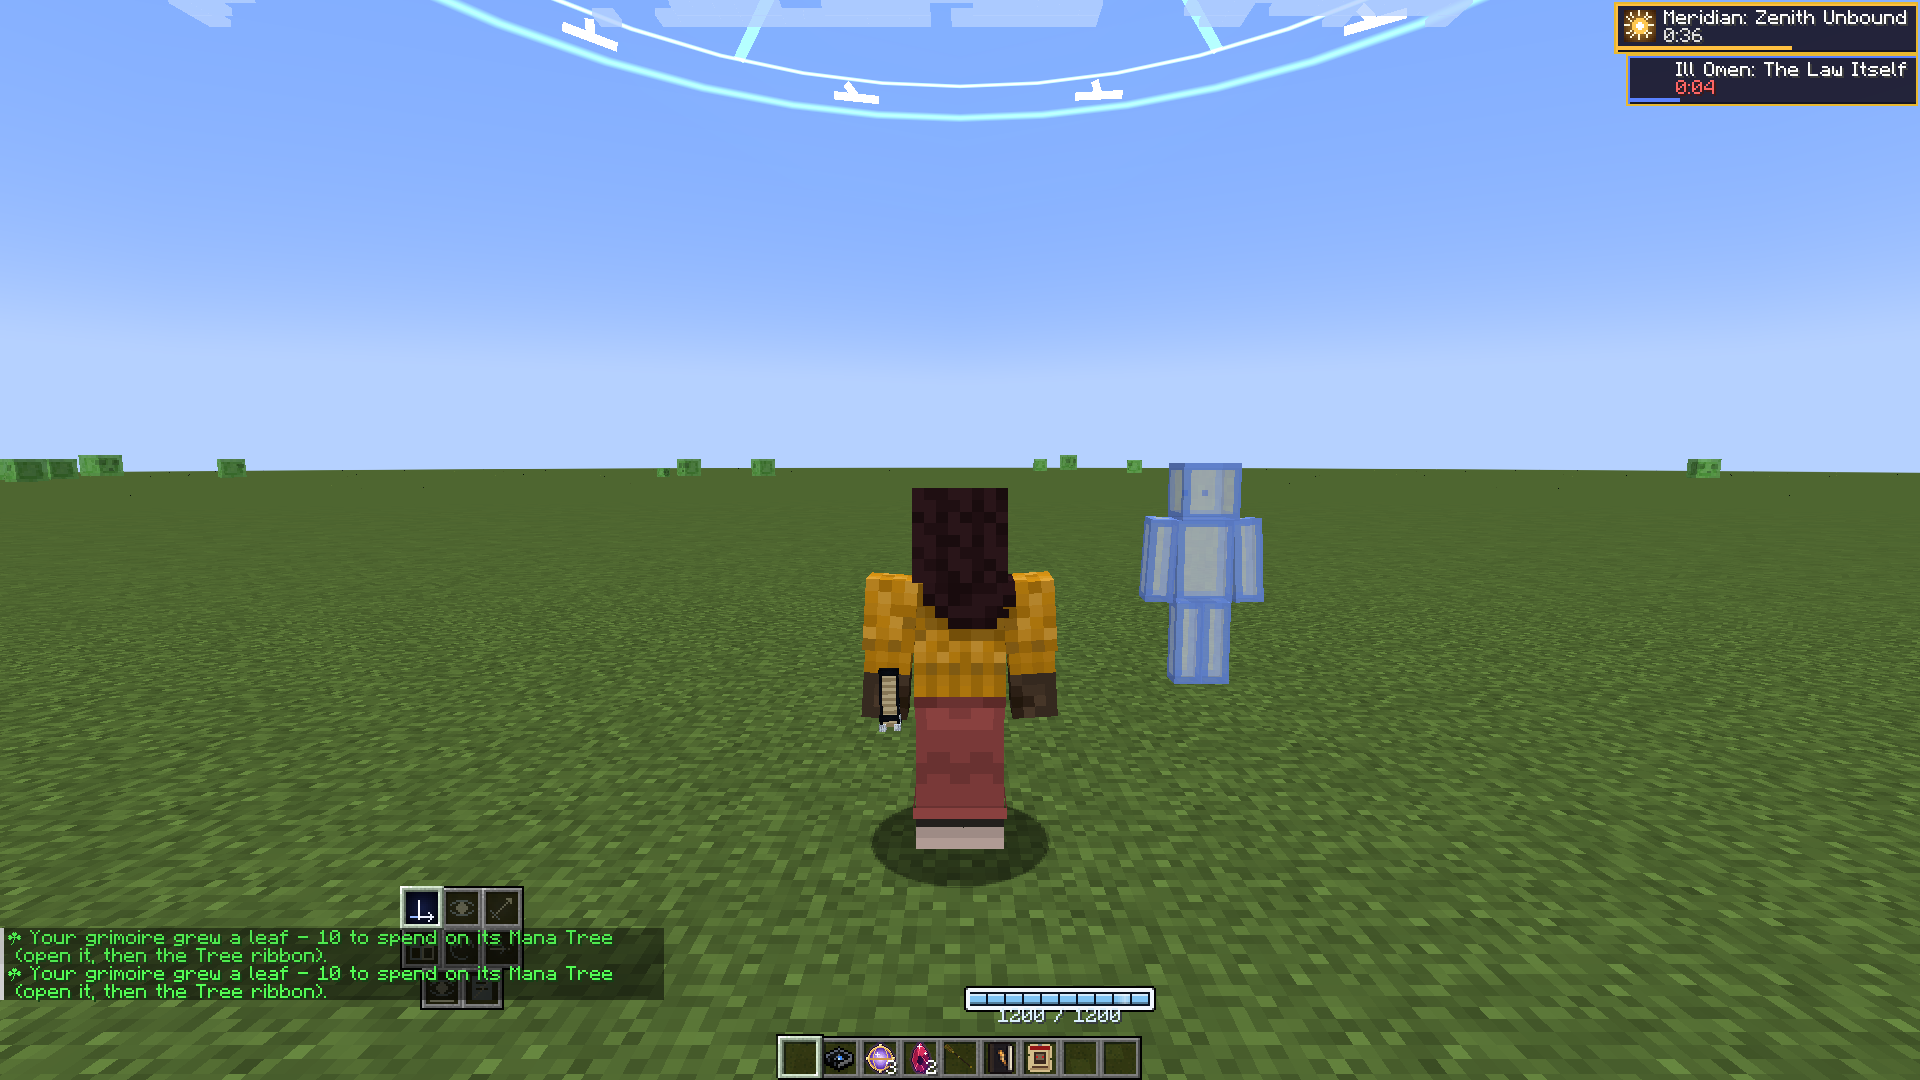 Meridian: Zenith Unbound
0:36
Ill Omen: The Law Itself
0:04
☘ Your grimoire grew a leaf - 10 to spend on its Mana Tree
(open it, then the Tree ribbon).
☘ Your grimoire grew a leaf - 10 to spend on its Mana Tree
(open it, then the Tree ribbon).
1200 / 1200
3
2